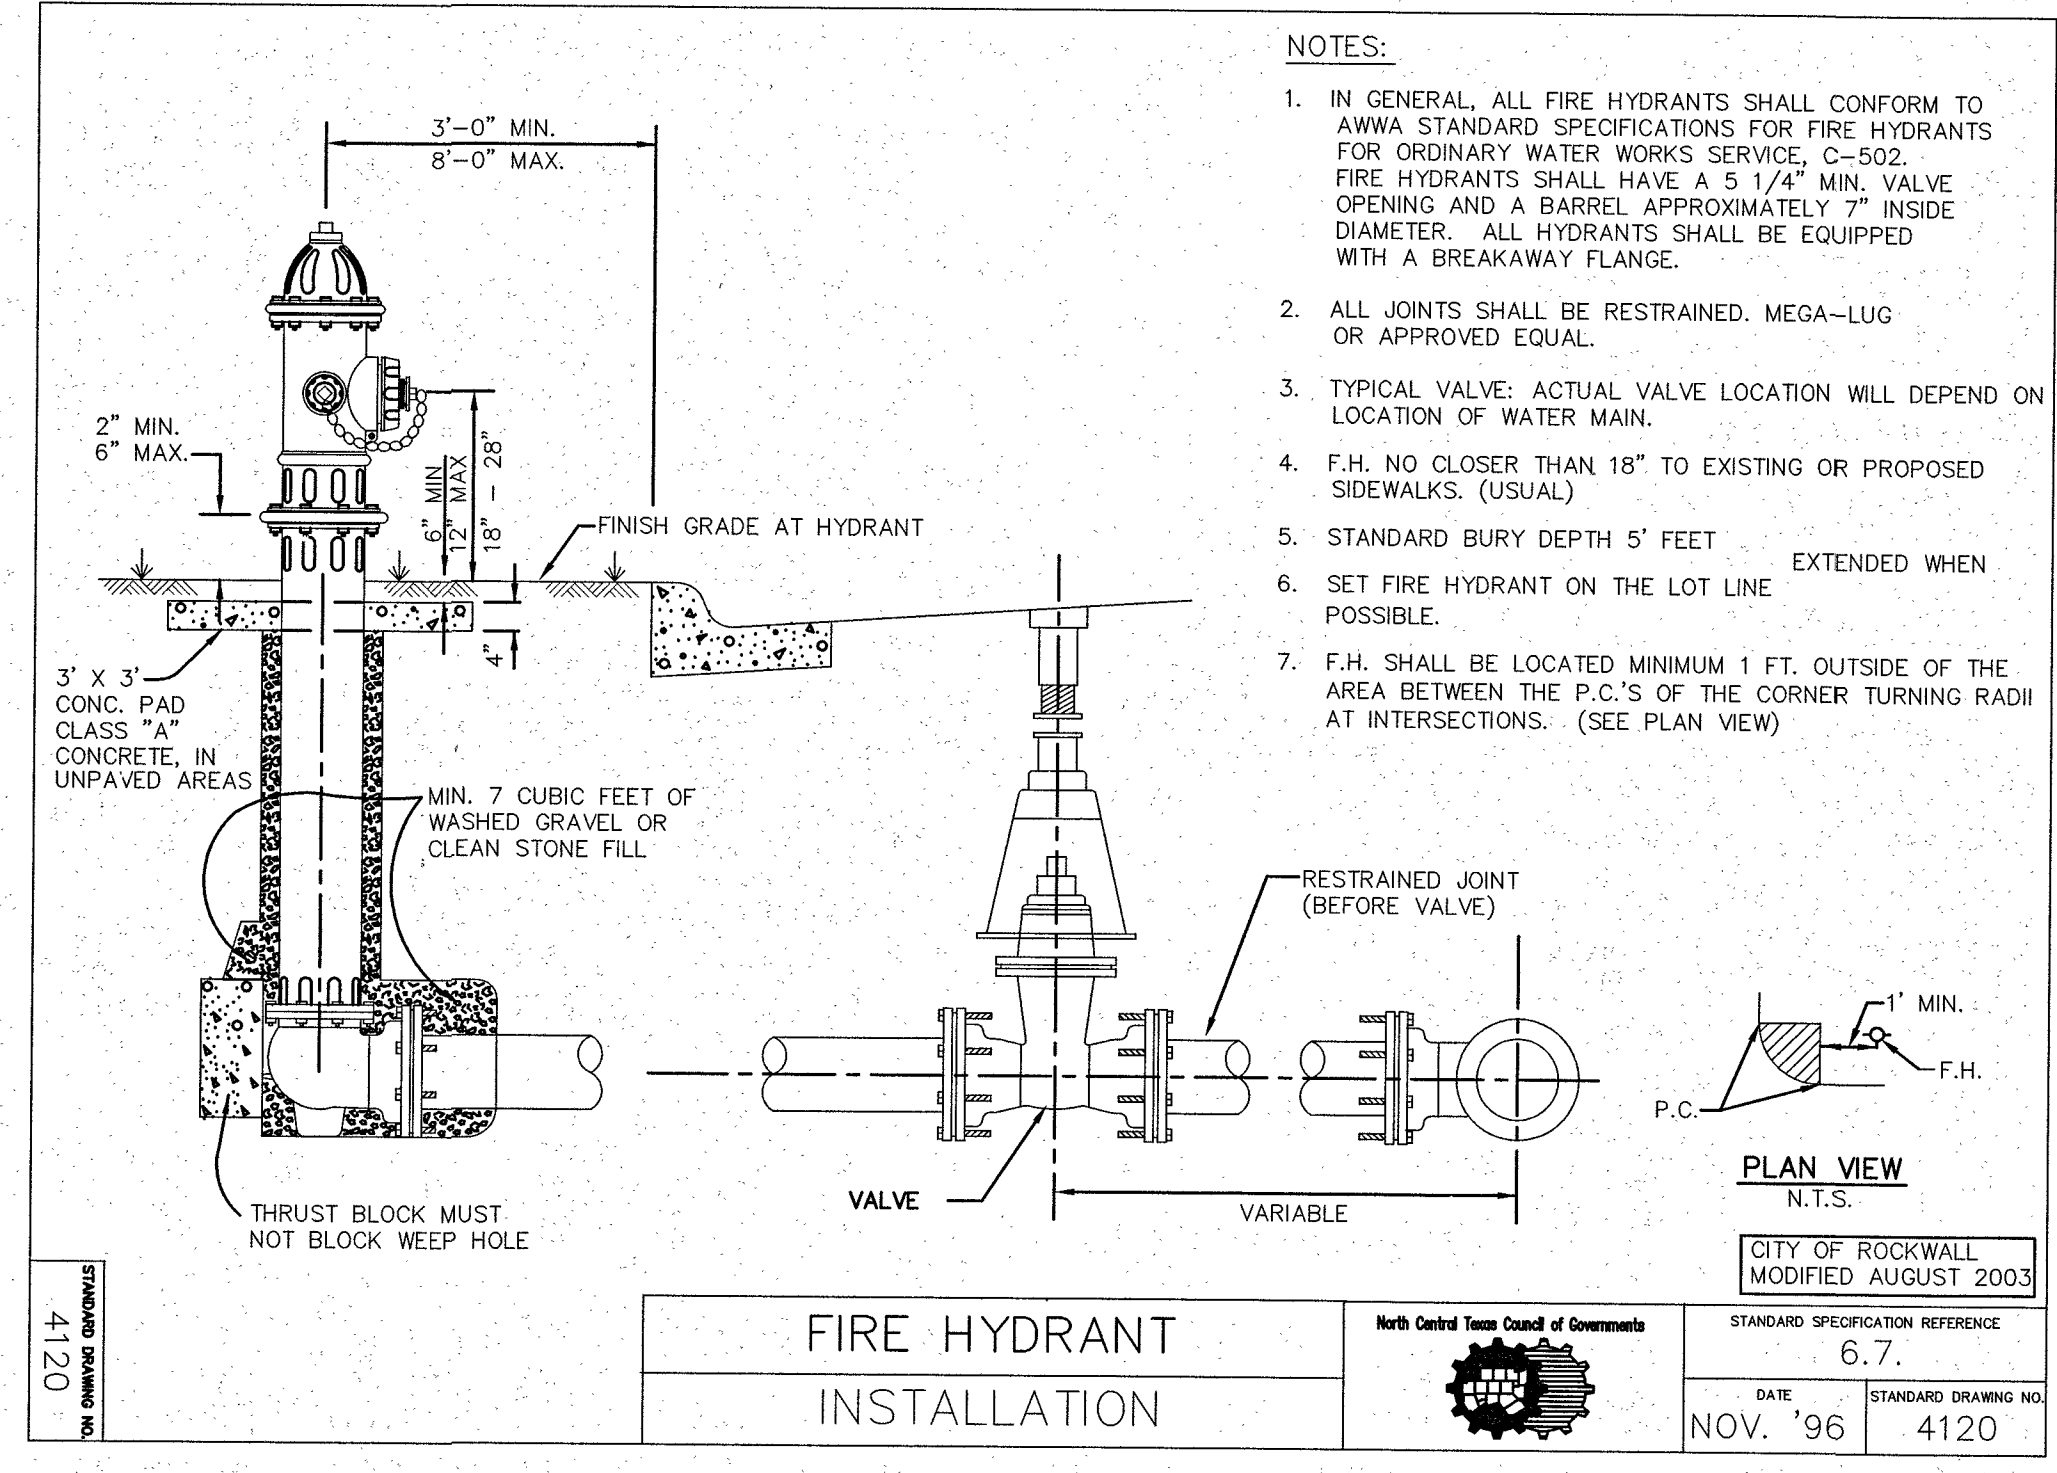 NOTES:
1. IN GENERAL, ALL FIRE HYDRANTS SHALL CONFORM TO
AWWA STANDARD SPECIFICATIONS FOR FIRE HYDRANTS
FOR ORDINARY WATER WORKS SERVICE, C-502.
FIRE HYDRANTS SHALL HAVE A 5 1/4" MIN. VALVE
OPENING AND A BARREL APPROXIMATELY 7" INSIDE
DIAMETER. ALL HYDRANTS SHALL BE EQUIPPED
WITH A BREAKAWAY FLANGE.
2. ALL JOINTS SHALL BE RESTRAINED. MEGA-LUG
OR APPROVED EQUAL.
3. TYPICAL VALVE: ACTUAL VALVE LOCATION WILL DEPEND ON
LOCATION OF WATER MAIN.
4. F.H. NO CLOSER THAN 18" TO EXISTING OR PROPOSED
SIDEWALKS. (USUAL)
5. STANDARD BURY DEPTH 5' FEET
EXTENDED WHEN
6. SET FIRE HYDRANT ON THE LOT LINE
POSSIBLE.
7. F.H. SHALL BE LOCATED MINIMUM 1 FT. OUTSIDE OF THE
AREA BETWEEN THE P.C.'S OF THE CORNER TURNING RADII
AT INTERSECTIONS. (SEE PLAN VIEW)
3'-0" MIN.
8'-0" MAX.
2" MIN.
6" MAX.
6" MIN
12" MAX
18" - 28"
FINISH GRADE AT HYDRANT
4"
3' X 3'
CONC. PAD
CLASS "A"
CONCRETE, IN
UNPAVED AREAS
MIN. 7 CUBIC FEET OF
WASHED GRAVEL OR
CLEAN STONE FILL
RESTRAINED JOINT
(BEFORE VALVE)
THRUST BLOCK MUST
NOT BLOCK WEEP HOLE
VALVE
VARIABLE
1' MIN.
F.H.
P.C.
PLAN VIEW
N.T.S.
CITY OF ROCKWALL
MODIFIED AUGUST 2003
STANDARD DRAWING NO.
4120
FIRE HYDRANT
INSTALLATION
North Central Texas Council of Governments
STANDARD SPECIFICATION REFERENCE
6.7.
DATE
NOV. '96
STANDARD DRAWING NO.
4120